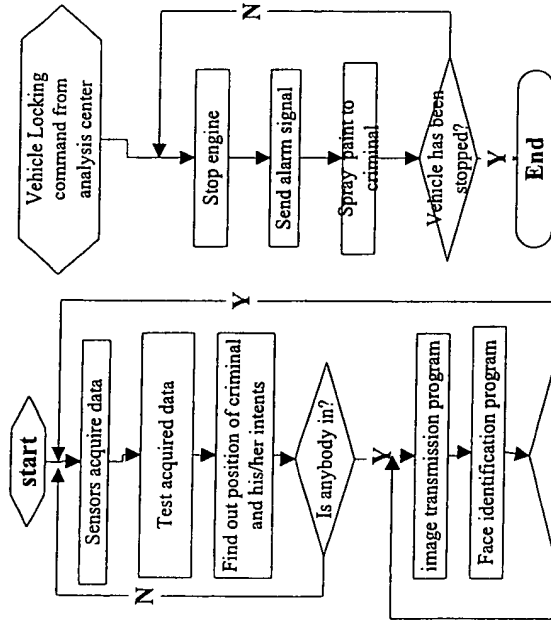 start
Sensors acquire data
Test acquired data
Find out position of criminal
and his/her intents
Is anybody in?
N
Y
image transmission program
Face identification program
Y
Vehicle Locking
command from
analysis center
Stop engine
Send alarm signal
Spray paint to
criminal
Vehicle has been
stopped?
N
Y
End